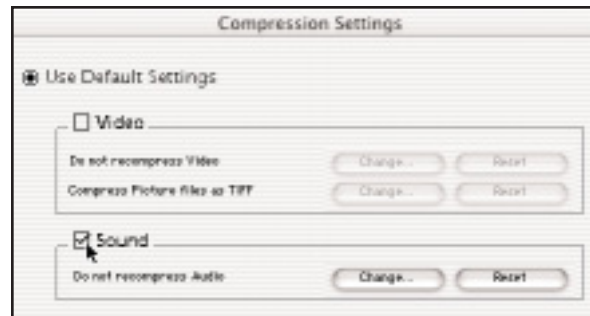 Compression Settings
Use Default Settings
Video
Do not recompress Video Change... Reset
Compress Picture files as TIFF Change... Reset
Sound
Do not recompress Audio Change... Reset